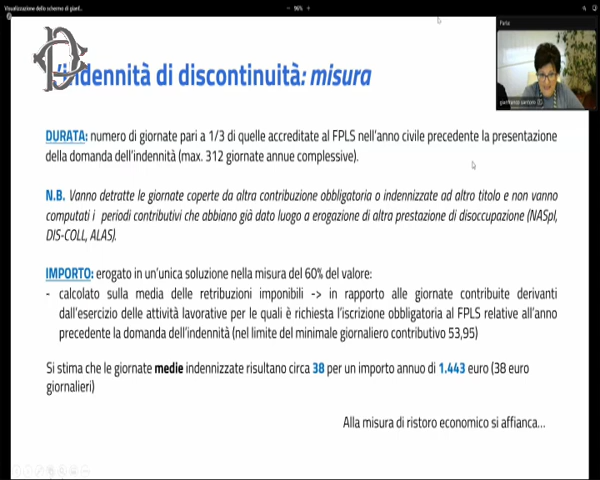 Visualizzazione dello schermo di gianf...
96%
l'indennità di discontinuità: misura
Perla
DURATA: numero di giornate pari a 1/3 di quelle accreditate al FPLS nell'anno civile precedente la presentazione
della domanda dell'indennità (max. 312 giornate annue complessive).
N.B. Vanno detratte le giornate coperte da altra contribuzione obbligatoria o indennizzate ad altro titolo e non vanno
computati i periodi contributivi che abbiano già dato luogo a erogazione di altra prestazione di disoccupazione (NASpI,
DIS-COLL, ALAS).
IMPORTO: erogato in un'unica soluzione nella misura del 60% del valore:
- calcolato sulla media delle retribuzioni imponibili -> in rapporto alle giornate contribuite derivanti
dall'esercizio delle attività lavorative per le quali è richiesta l'iscrizione obbligatoria al FPLS relative all'anno
precedente la domanda dell'indennità (nel limite del minimale giornaliero contributivo 53,95)
Si stima che le giornate medie indennizzate risultano circa 38 per un importo annuo di 1.443 euro (38 euro
giornalieri)
Alla misura di ristoro economico si affianca...